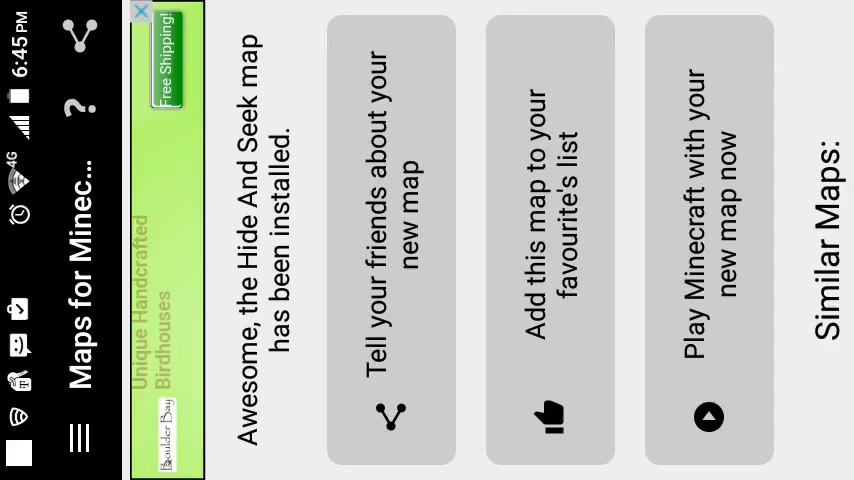 4G 6:45 PM
Maps for Minec...
?
Unique Handcrafted
Birdhouses
Boulder Bay
Free Shipping!
Awesome, the Hide And Seek map
has been installed.
Tell your friends about your
new map
Add this map to your
favourite's list
Play Minecraft with your
new map now
Similar Maps: